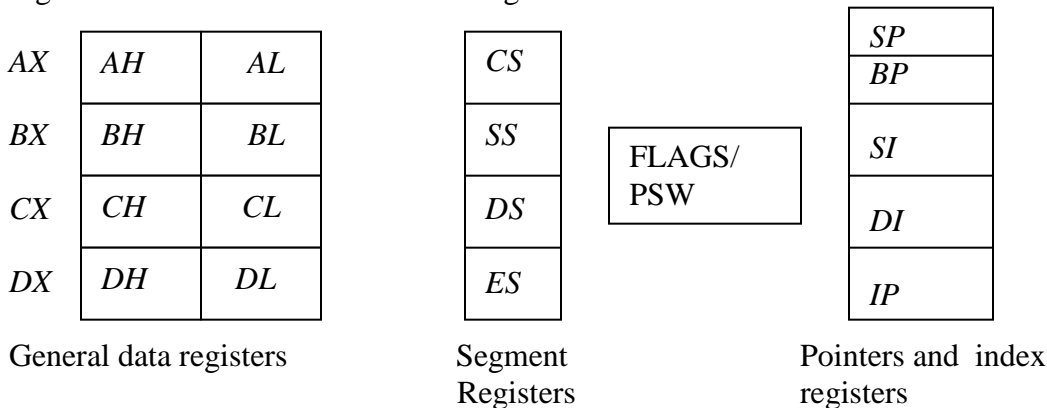 AX AH AL
BX BH BL
CX CH CL
DX DH DL
General data registers
CS
SS
DS
ES
Segment
Registers
FLAGS/
PSW
SP
BP
SI
DI
IP
Pointers and index
registers